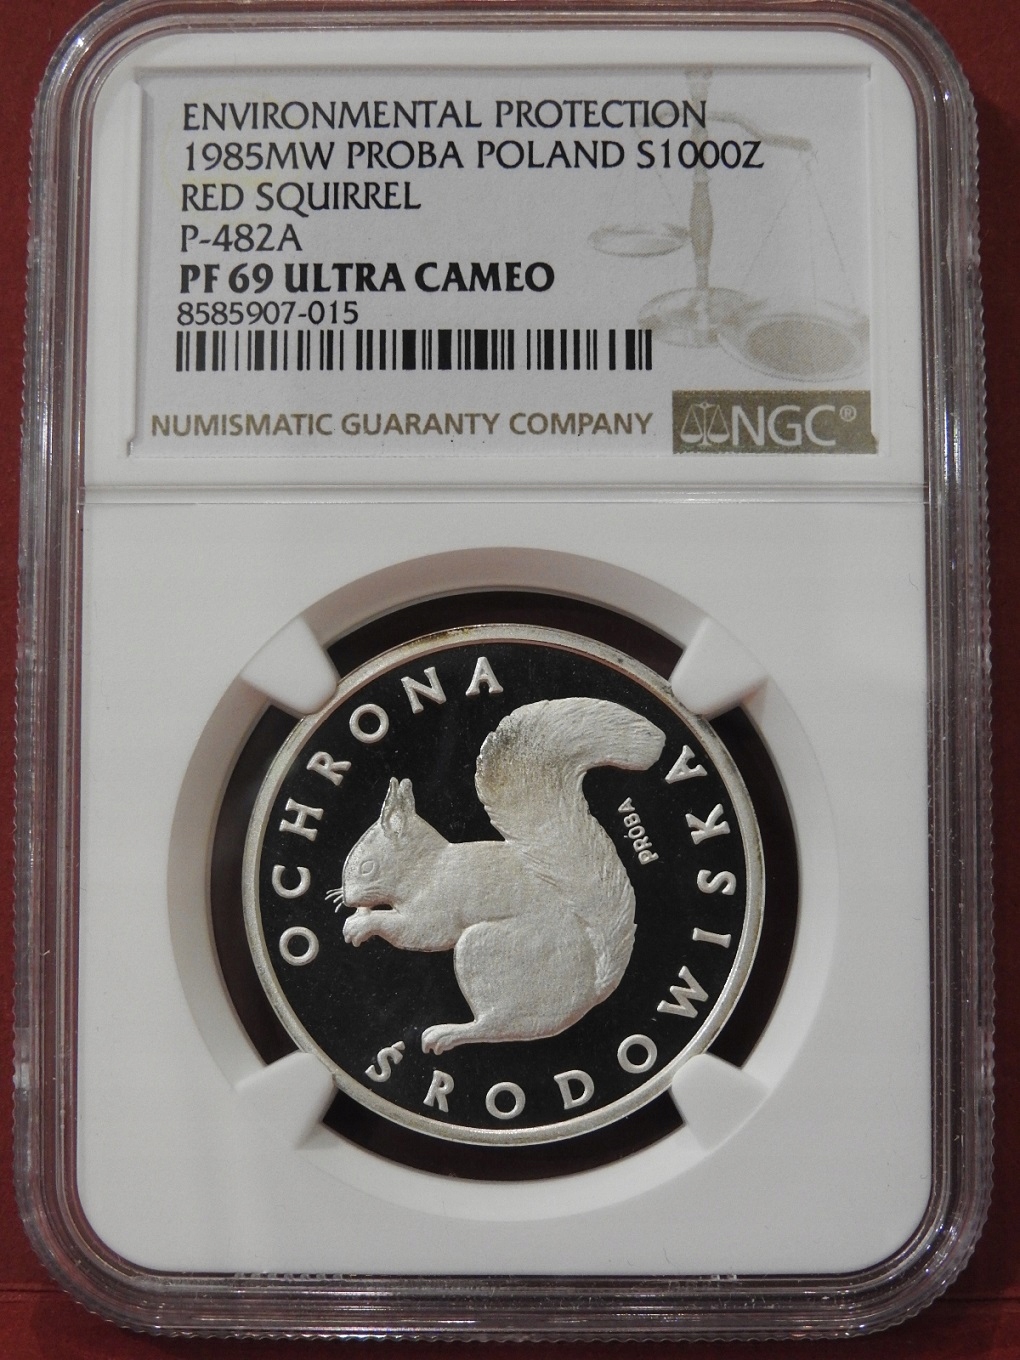 ENVIRONMENTAL PROTECTION
1985MW PROBA POLAND S1000Z
RED SQUIRREL
P-482A
PF 69 ULTRA CAMEO
8585907-015
NUMISMATIC GUARANTY COMPANY
NGC®
OCHRONA
ŚRODOWISKA
PRÓBA